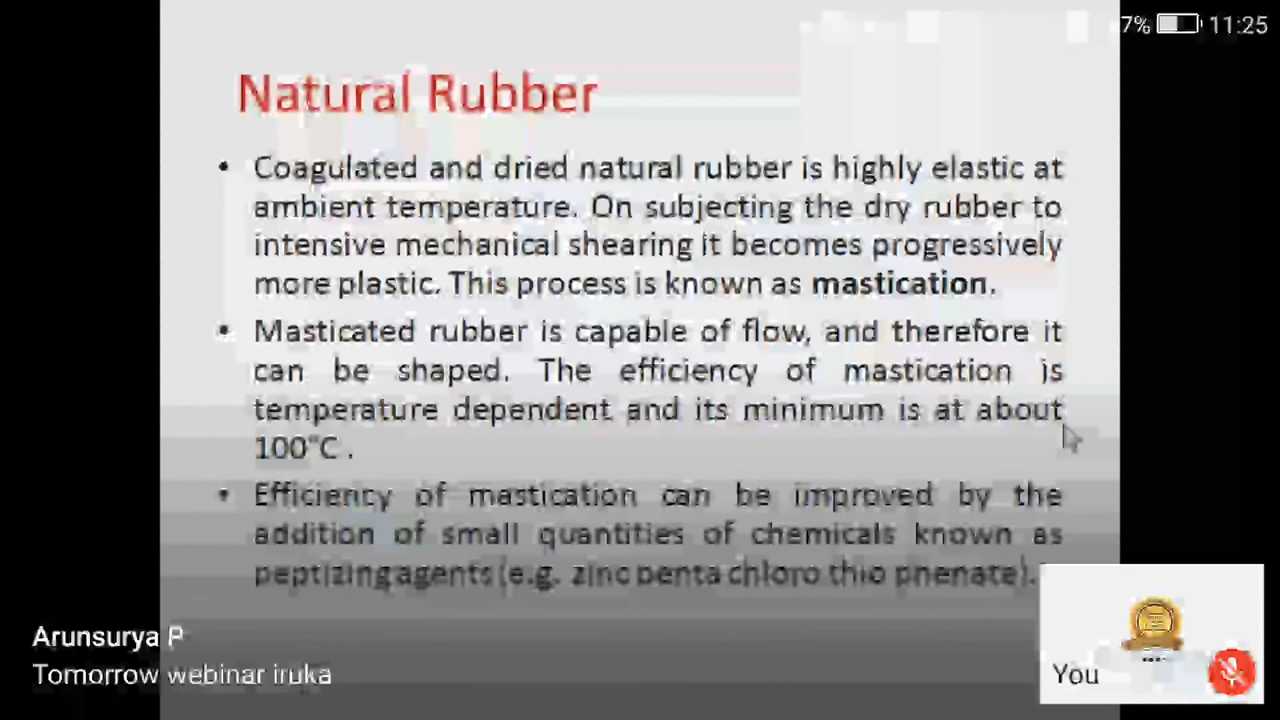 7% 11:25
Natural Rubber
• Coagulated and dried natural rubber is highly elastic at
ambient temperature. On subjecting the dry rubber to
intensive mechanical shearing it becomes progressively
more plastic. This process is known as mastication.
• Masticated rubber is capable of flow, and therefore it
can be shaped. The efficiency of mastication is
temperature dependent and its minimum is at about
100°C .
• Efficiency of mastication can be improved by the
addition of small quantities of chemicals known as
peptizing agents (e.g. zinc penta chloro thio phenate).
Arunsurya P
Tomorrow webinar iruka
You